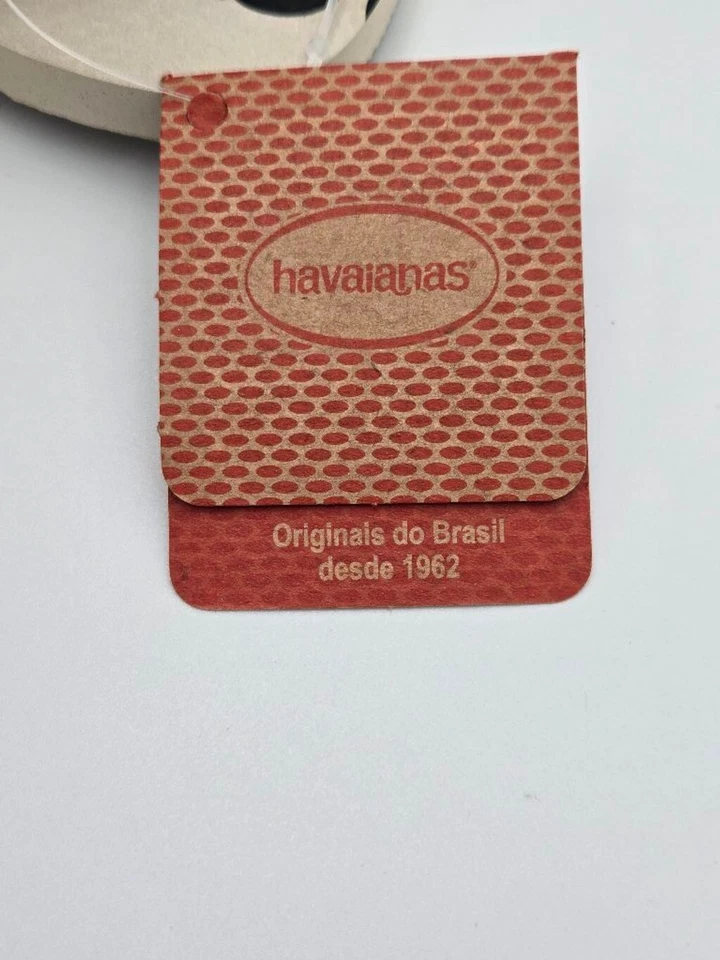 havaianas®
Originais do Brasil
desde 1962